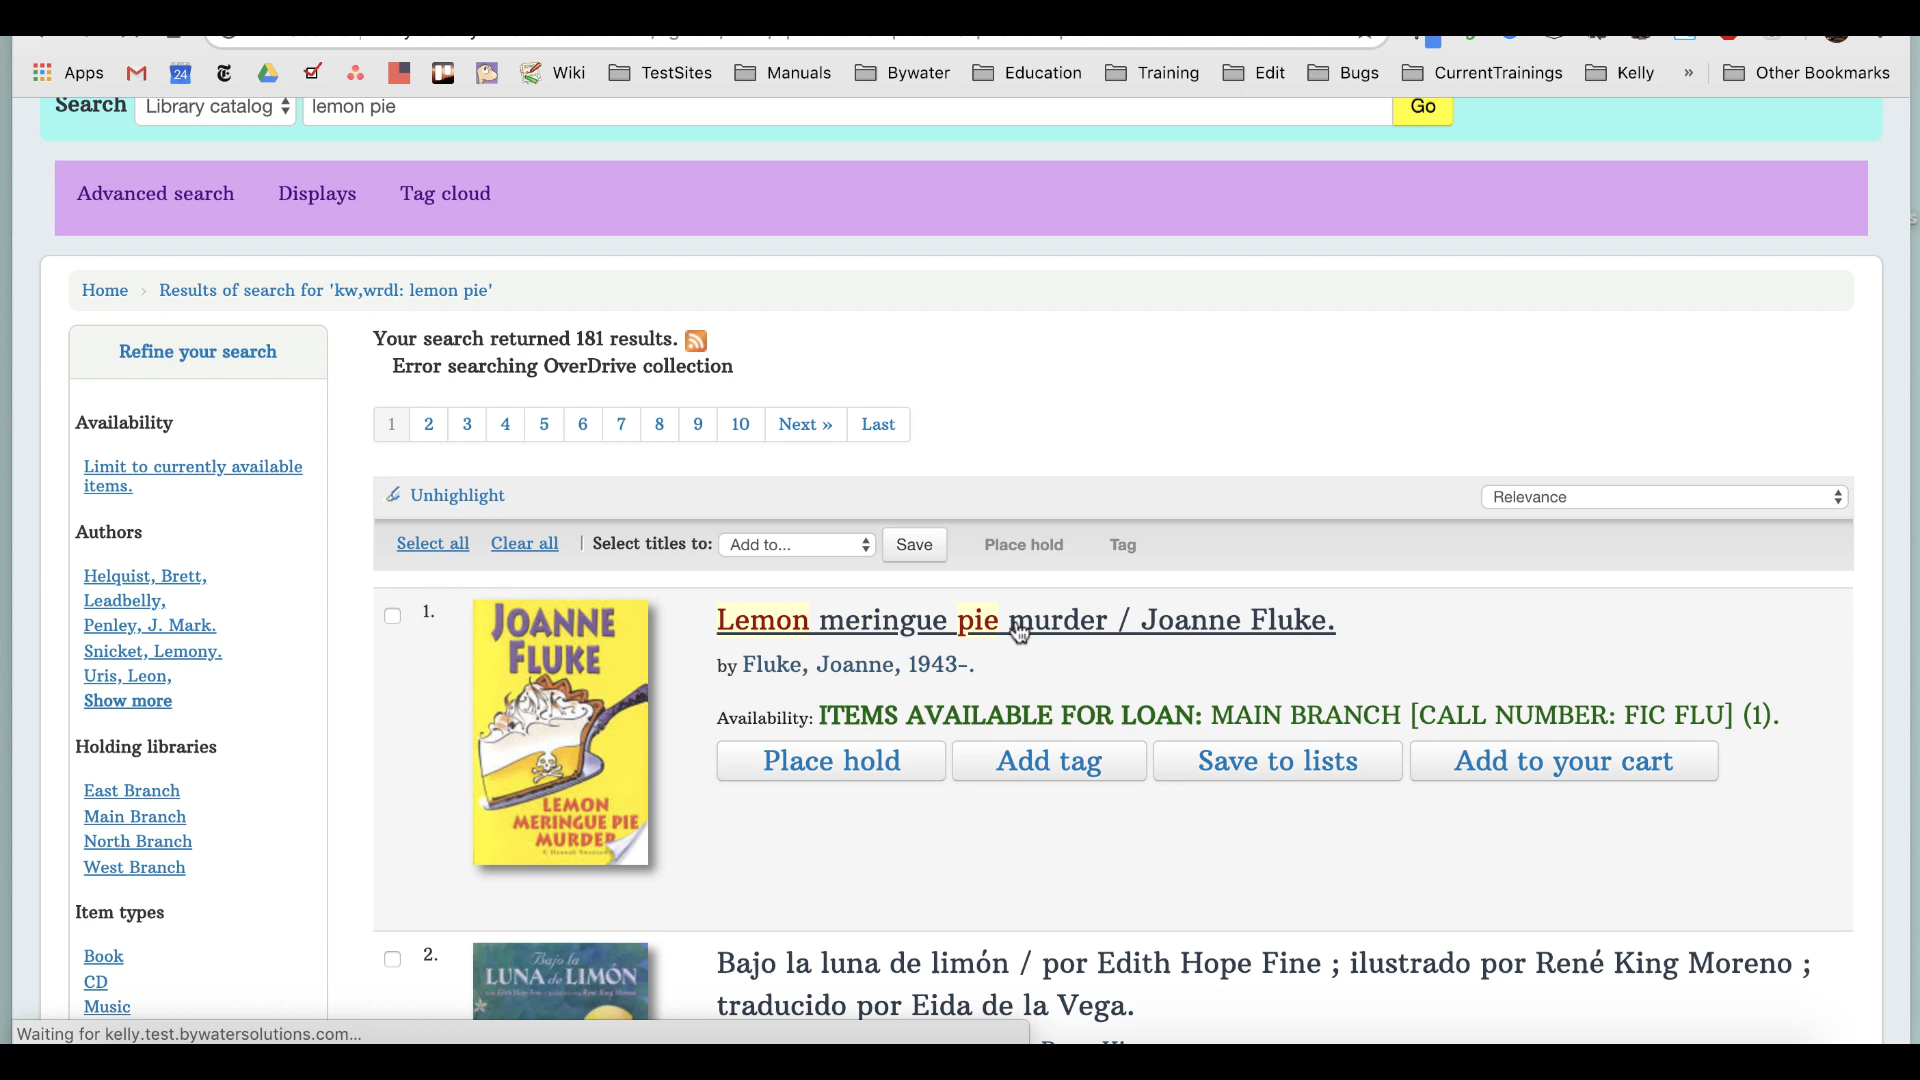 Apps 24 Wiki TestSites Manuals Bywater Education Training Edit Bugs CurrentTrainings Kelly » Other Bookmarks
Search Library catalog lemon pie Go
Advanced search Displays Tag cloud
Home › Results of search for 'kw,wrdl: lemon pie'
Refine your search
Your search returned 181 results.
Error searching OverDrive collection
Availability
1 2 3 4 5 6 7 8 9 10 Next » Last
Limit to currently available
items.
Unhighlight Relevance
Authors
Select all Clear all | Select titles to: Add to... Save Place hold Tag
Helquist, Brett,
Leadbelly,
Penley, J. Mark.
Snicket, Lemony.
Uris, Leon,
Show more
1.
JOANNE
FLUKE
LEMON
MERINGUE PIE
MURDER
Lemon meringue pie murder / Joanne Fluke.
by Fluke, Joanne, 1943-.
Availability: ITEMS AVAILABLE FOR LOAN: MAIN BRANCH [CALL NUMBER: FIC FLU] (1).
Place hold Add tag Save to lists Add to your cart
Holding libraries
East Branch
Main Branch
North Branch
West Branch
Item types
Book
CD
Music
2.
Bajo la
LUNA de LIMÓN
Bajo la luna de limón / por Edith Hope Fine ; ilustrado por René King Moreno ;
traducido por Eida de la Vega.
Waiting for kelly.test.bywatersolutions.com...